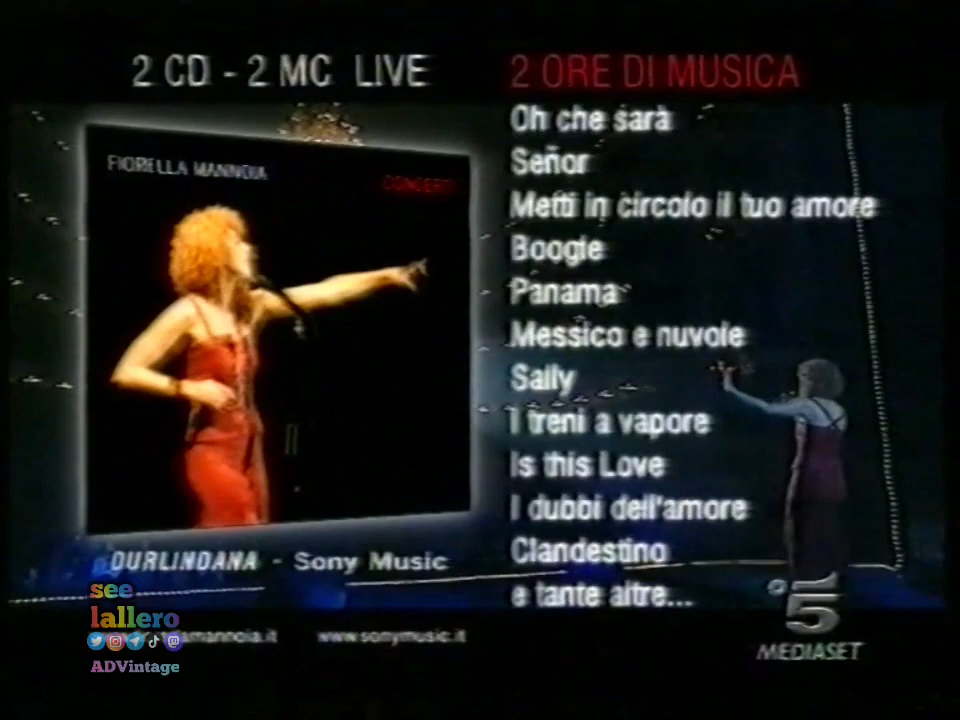 2 CD - 2 MC LIVE
FIORELLA MANNOIA
CONCERTI
DURLINDANA - Sony Music
www.sonymusic.it
2 ORE DI MUSICA
Oh che sarà
Señor
Metti in circolo il tuo amore
Boogie
Panama
Messico e nuvole
Sally
I treni a vapore
Is this Love
I dubbi dell'amore
Clandestino
e tante altre...
5
MEDIASET
see
lallero
ADVintage